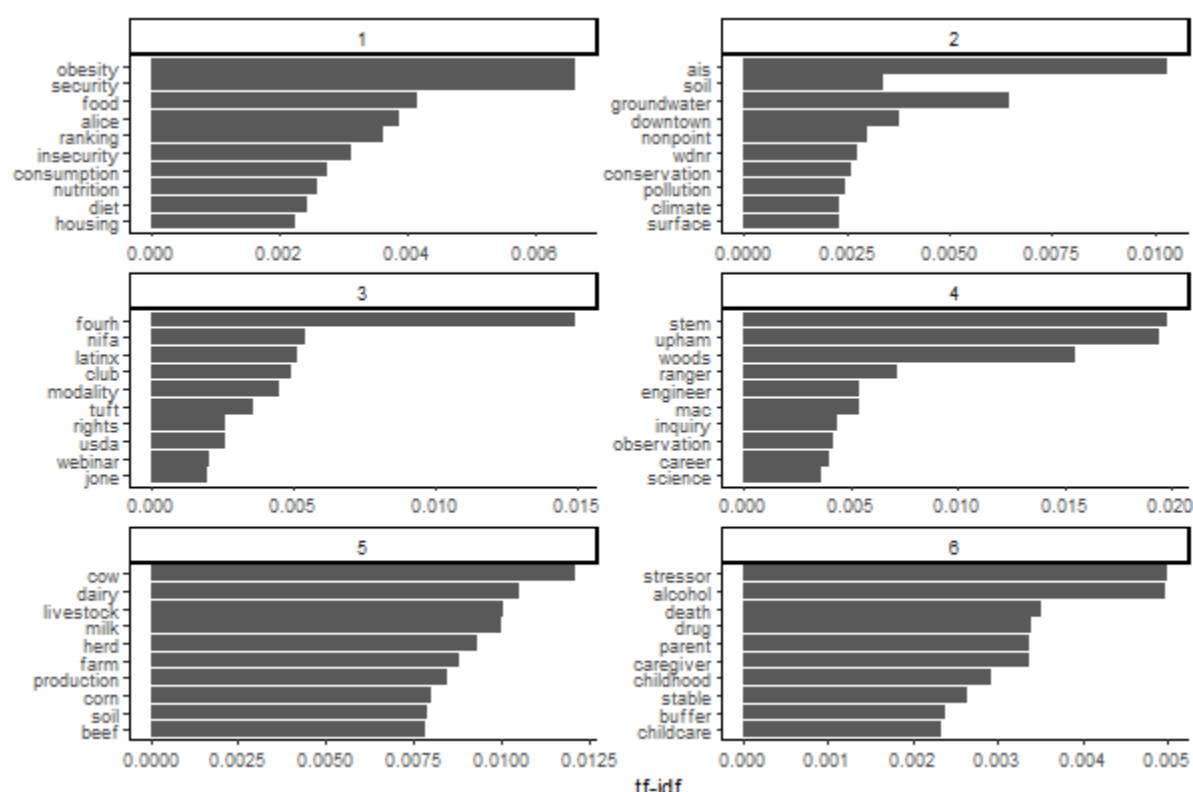 1
obesity
security
food
alice
ranking
insecurity
consumption
nutrition
diet
housing
0.000 0.002 0.004 0.006
2
ais
soil
groundwater
downtown
nonpoint
wdnr
conservation
pollution
climate
surface
0.0000 0.0025 0.0050 0.0075 0.0100
3
fourh
nifa
latinx
club
modality
tuft
rights
usda
webinar
jone
0.000 0.005 0.010 0.015
4
stem
upham
woods
ranger
engineer
mac
inquiry
observation
career
science
0.000 0.005 0.010 0.015 0.020
5
cow
dairy
livestock
milk
herd
farm
production
corn
soil
beef
0.0000 0.0025 0.0050 0.0075 0.0100 0.0125
6
stressor
alcohol
death
drug
parent
caregiver
childhood
stable
buffer
childcare
0.000 0.001 0.002 0.003 0.004 0.005
tf-idf